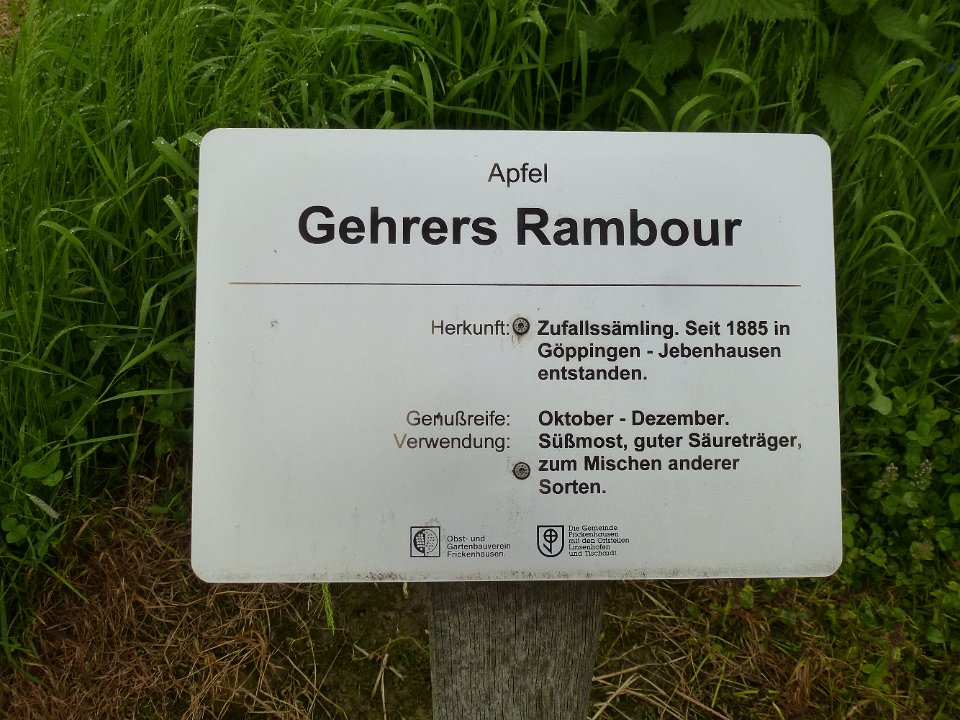 Apfel
Gehrers Rambour
Herkunft: Zufallssämling. Seit 1885 in
Göppingen - Jebenhausen
entstanden.
Genußreife: Oktober - Dezember.
Verwendung: Süßmost, guter Säureträger,
zum Mischen anderer
Sorten.
Obst- und
Gartenbauverein
Frickenhausen
Die Gemeinde
Frickenhausen
mit den Ortsteilen
Linsenhofen
und Tischardt